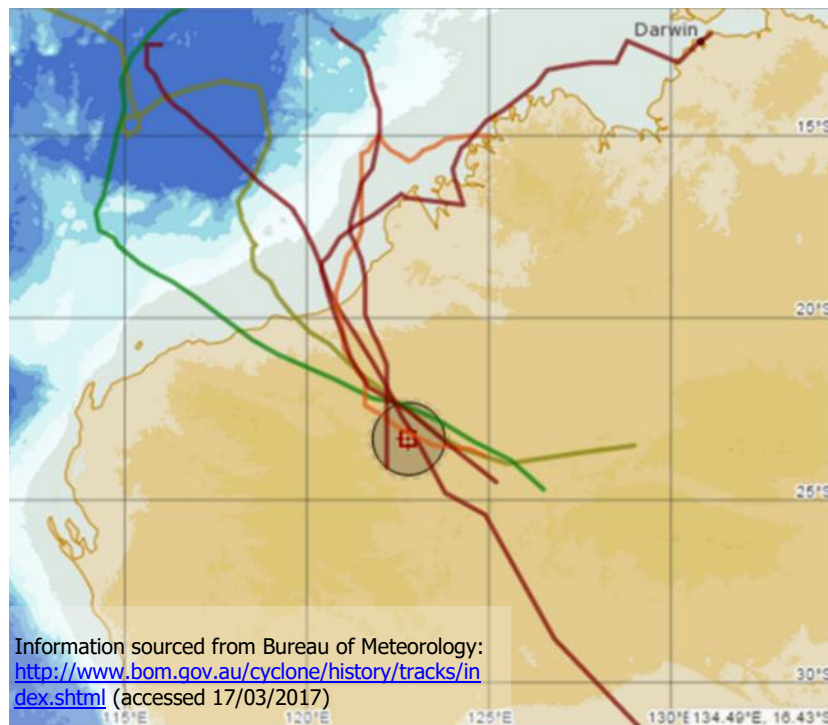 Darwin
15°S
20°S
25°S
Information sourced from Bureau of Meteorology:
http://www.bom.gov.au/cyclone/history/tracks/in
dex.shtml (accessed 17/03/2017)
30°S
115°E 120°E 125°E 130°E 134.49°E, 16.43°S